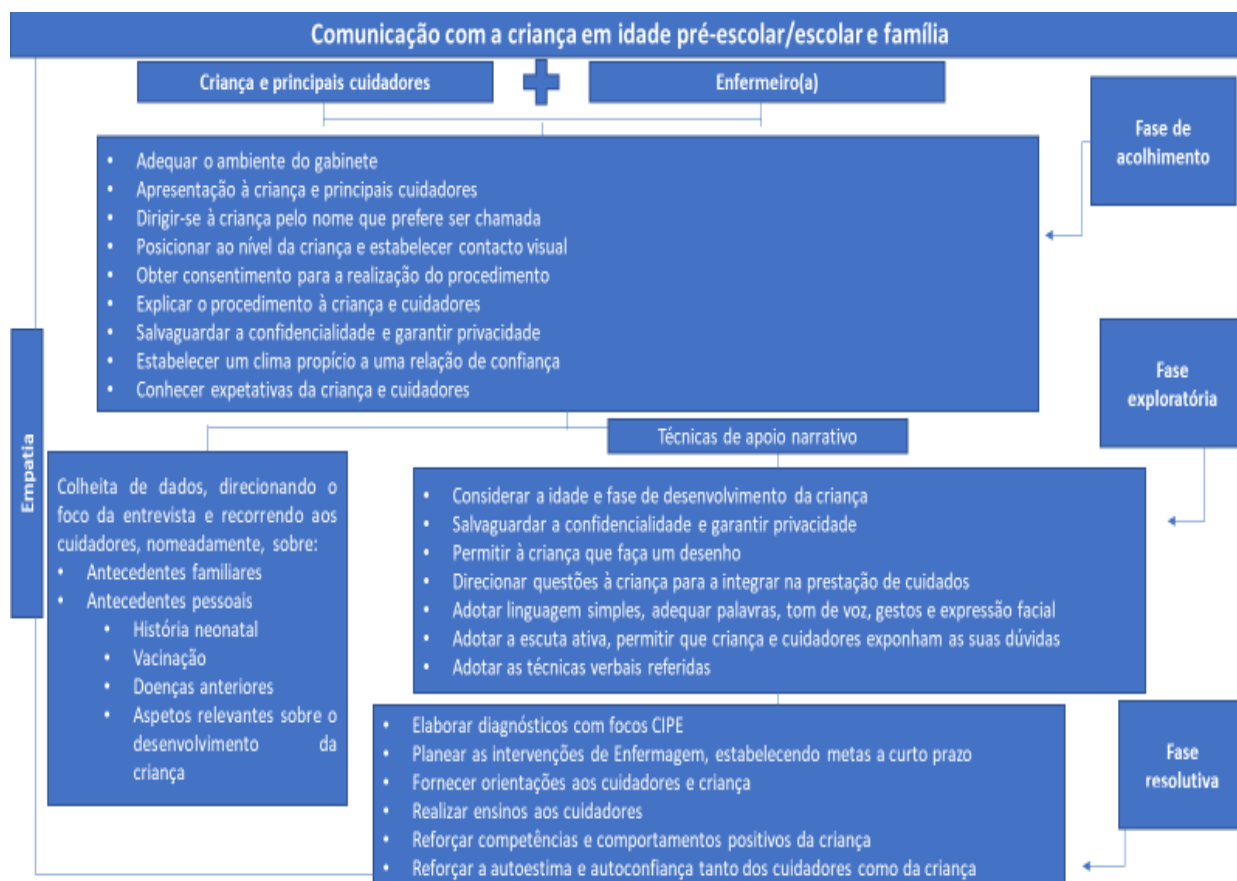 Comunicação com a criança em idade pré-escolar/escolar e família
Criança e principais cuidadores
Enfermeiro(a)
Fase de
acolhimento
• Adequar o ambiente do gabinete
• Apresentação à criança e principais cuidadores
• Dirigir-se à criança pelo nome que prefere ser chamada
• Posicionar ao nível da criança e estabelecer contacto visual
• Obter consentimento para a realização do procedimento
• Explicar o procedimento à criança e cuidadores
• Salvaguardar a confidencialidade e garantir privacidade
• Estabelecer um clima propício a uma relação de confiança
• Conhecer expetativas da criança e cuidadores
Fase
exploratória
Empatia
Técnicas de apoio narrativo
Colheita de dados, direcionando o
foco da entrevista e recorrendo aos
cuidadores, nomeadamente, sobre:
• Antecedentes familiares
• Antecedentes pessoais
• História neonatal
• Vacinação
• Doenças anteriores
• Aspetos relevantes sobre o
desenvolvimento da
criança
• Considerar a idade e fase de desenvolvimento da criança
• Salvaguardar a confidencialidade e garantir privacidade
• Permitir à criança que faça um desenho
• Direcionar questões à criança para a integrar na prestação de cuidados
• Adotar linguagem simples, adequar palavras, tom de voz, gestos e expressão facial
• Adotar a escuta ativa, permitir que criança e cuidadores exponham as suas dúvidas
• Adotar as técnicas verbais referidas
• Elaborar diagnósticos com focos CIPE
• Planear as intervenções de Enfermagem, estabelecendo metas a curto prazo
• Fornecer orientações aos cuidadores e criança
• Realizar ensinos aos cuidadores
• Reforçar competências e comportamentos positivos da criança
• Reforçar a autoestima e autoconfiança tanto dos cuidadores como da criança
Fase
resolutiva